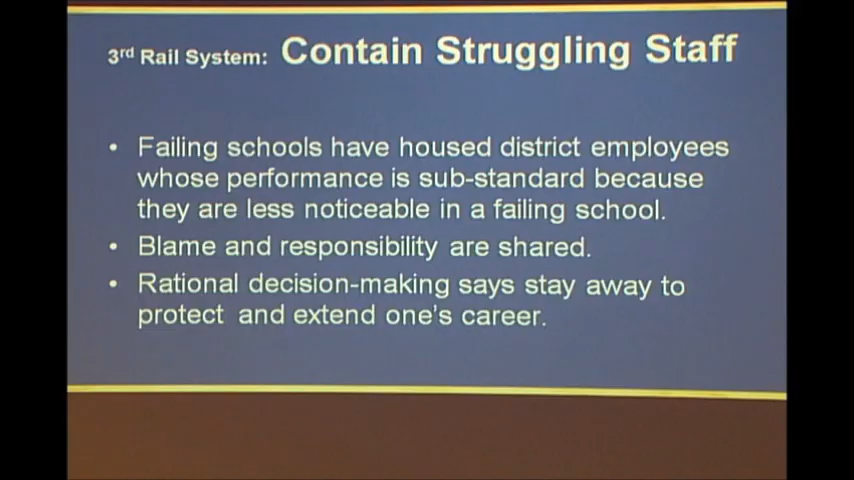 3rd Rail System: Contain Struggling Staff
• Failing schools have housed district employees
whose performance is sub-standard because
they are less noticeable in a failing school.
• Blame and responsibility are shared.
• Rational decision-making says stay away to
protect and extend one's career.